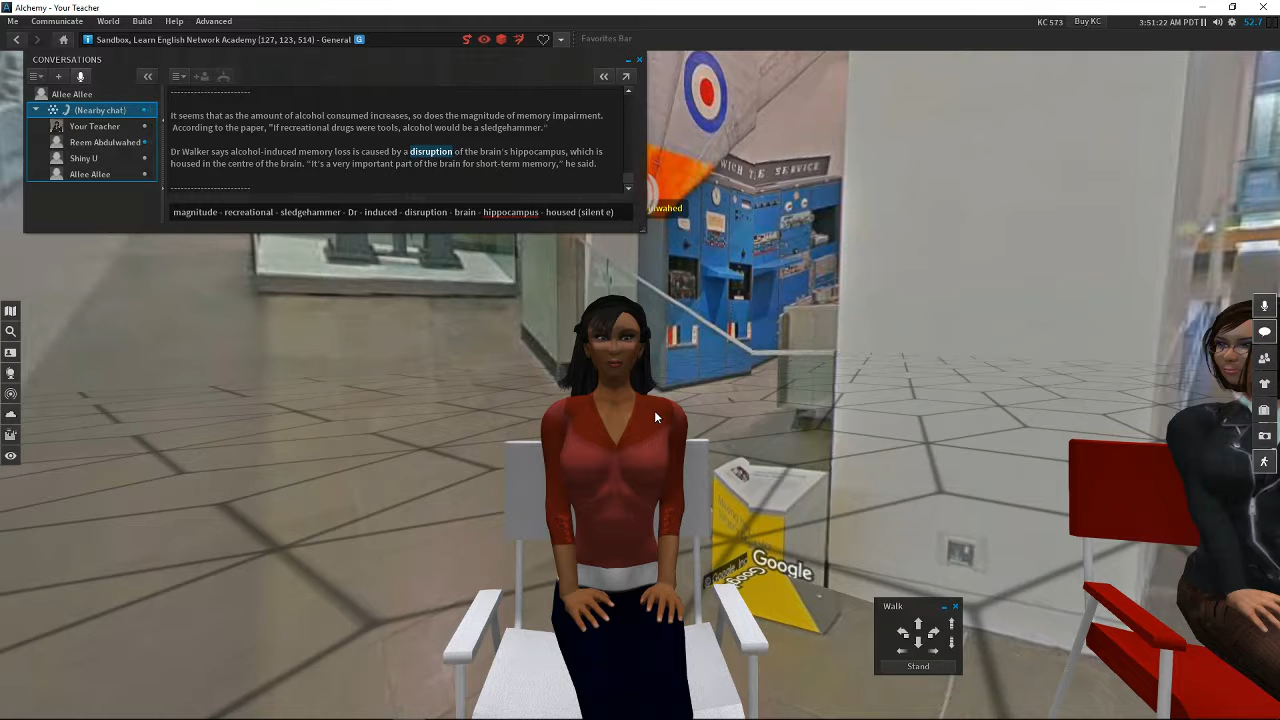 Alchemy - Your Teacher
Me Communicate World Build Help Advanced KC 573 Buy KC 3:51:22 AM PDT 52.7
Sandbox, Learn English Network Academy (127, 123, 514) - General G Favorites Bar
CONVERSATIONS
Allee Allee
(Nearby chat)
Your Teacher
Reem Abdulwahed
Shiny U
Allee Allee
------------------------
It seems that as the amount of alcohol consumed increases, so does the magnitude of memory impairment.
According to the paper, "If recreational drugs were tools, alcohol would be a sledgehammer."
Dr Walker says alcohol-induced memory loss is caused by a disruption of the brain's hippocampus, which is
housed in the centre of the brain. "It's a very important part of the brain for short-term memory," he said.
------------------------
magnitude - recreational - sledgehammer - Dr - induced - disruption - brain - hippocampus - housed (silent e)
wahed
WICH THE SERVICE
Google
Walk
Stand